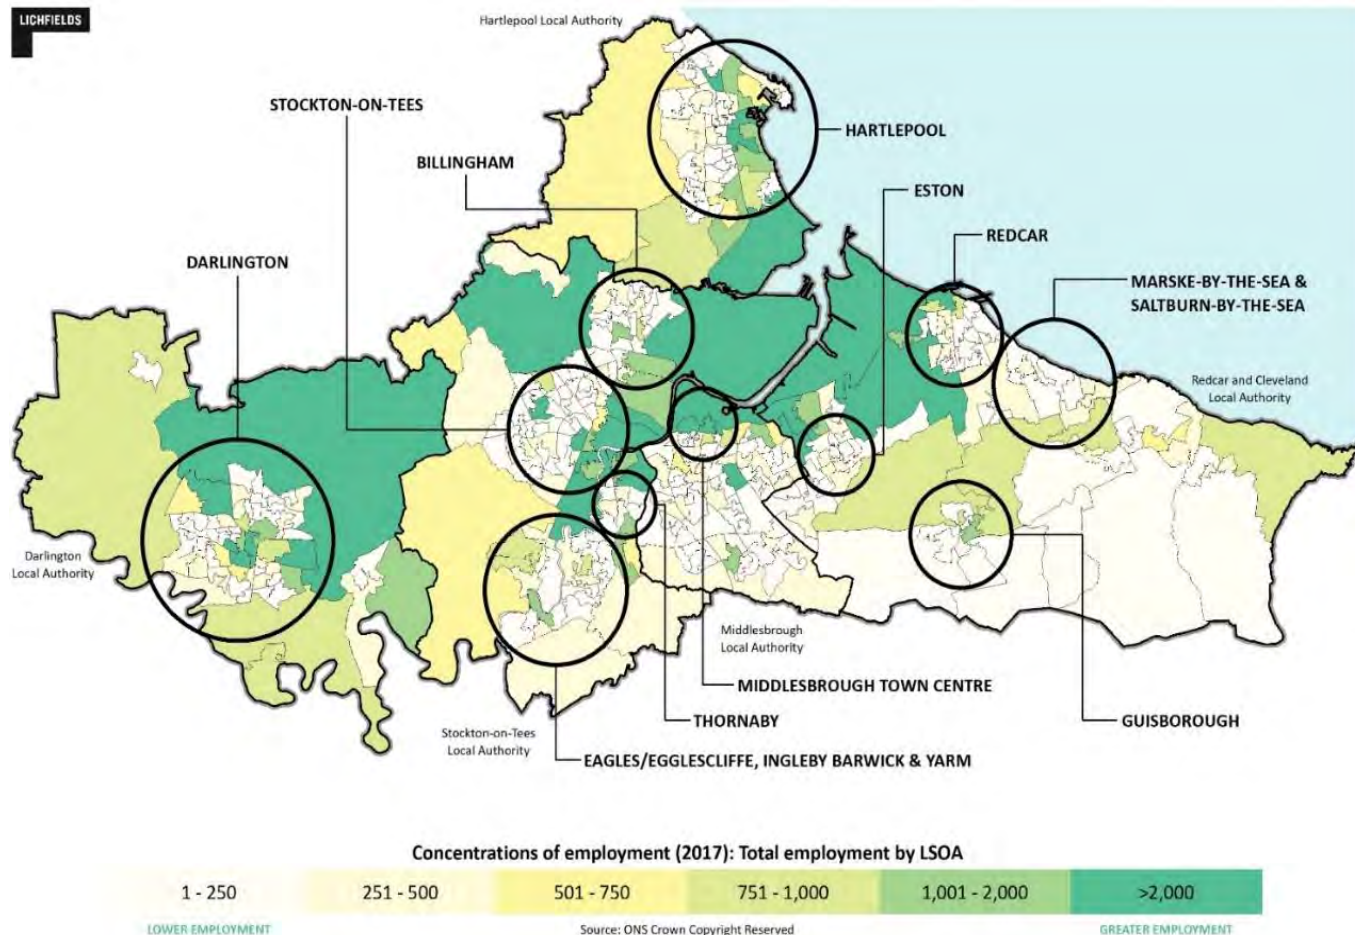 LICHFIELDS
Hartlepool Local Authority
STOCKTON-ON-TEES
BILLINGHAM
HARTLEPOOL
ESTON
REDCAR
DARLINGTON
MARSKE-BY-THE-SEA &
SALTBURN-BY-THE-SEA
Redcar and Cleveland
Local Authority
Darlington
Local Authority
Middlesbrough
Local Authority
MIDDLESBROUGH TOWN CENTRE
THORNABY
GUISBOROUGH
Stockton-on-Tees
Local Authority
EAGLES/EGGLESCLIFFE, INGLEBY BARWICK & YARM
Concentrations of employment (2017): Total employment by LSOA
1 - 250
251 - 500
501 - 750
751 - 1,000
1,001 - 2,000
>2,000
LOWER EMPLOYMENT
Source: ONS Crown Copyright Reserved
GREATER EMPLOYMENT